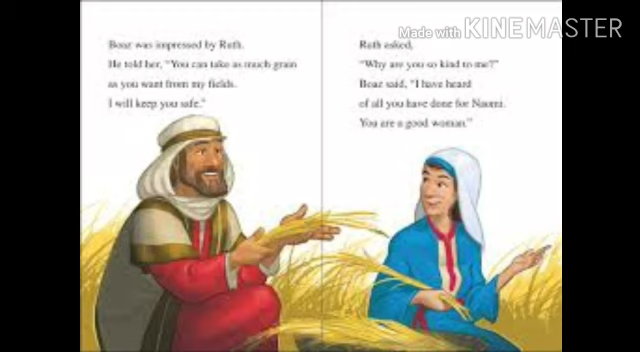 Made with KINEMASTER
Boaz was impressed by Ruth.
He told her, "You can take as much grain
as you want from my fields.
I will keep you safe."
Ruth asked,
"Why are you so kind to me?"
Boaz said, "I have heard
of all you have done for Naomi.
You are a good woman."